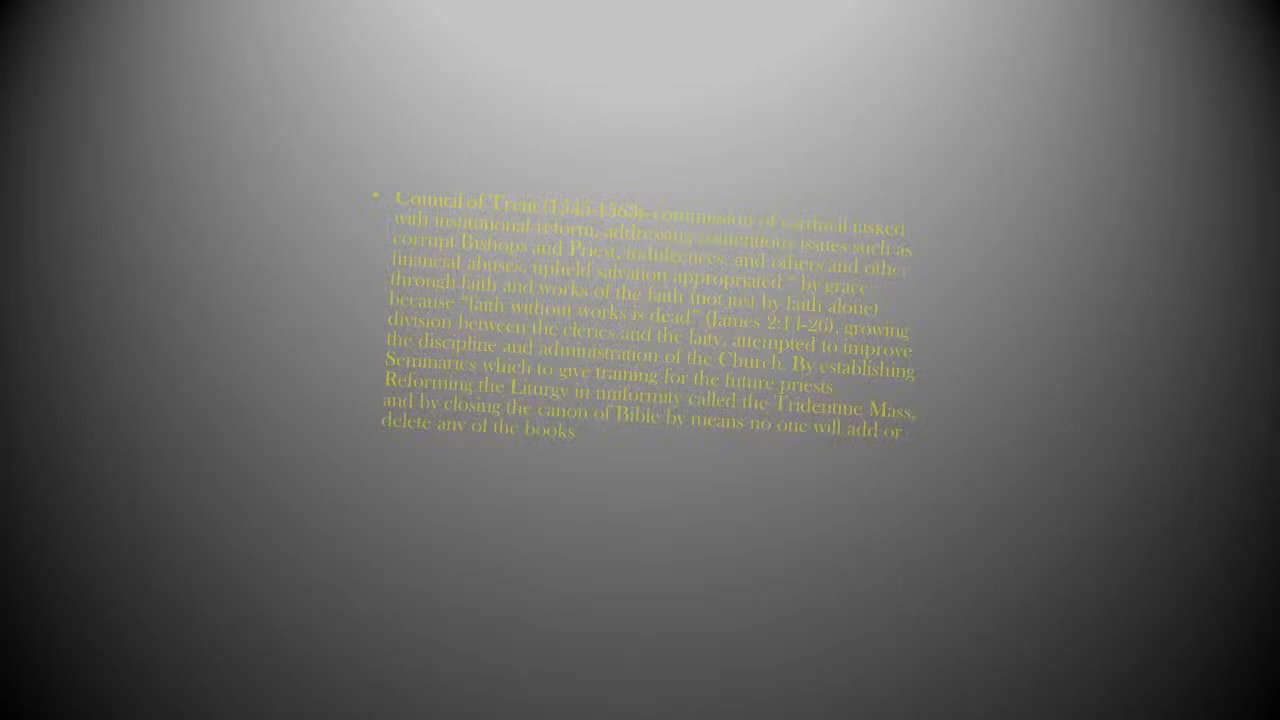 • Council of Trent (1545-1563)- commission of cardinal tasked
with institutional reform, addressing contentious issues such as
corrupt Bishops and Priest, indulgences, and others and other
financial abuses, upheld salvation appropriated " by grace
through faith and works of the faith (not just by faith alone)
because "faith without works is dead" (James 2:14-26), growing
division between the clerics and the laity, attempted to improve
the discipline and administration of the Church. By establishing
Seminaries which to give training for the future priests.
Reforming the Liturgy in uniformity called the Tridentine Mass,
and by closing the canon of Bible by means no one will add or
delete any of the books